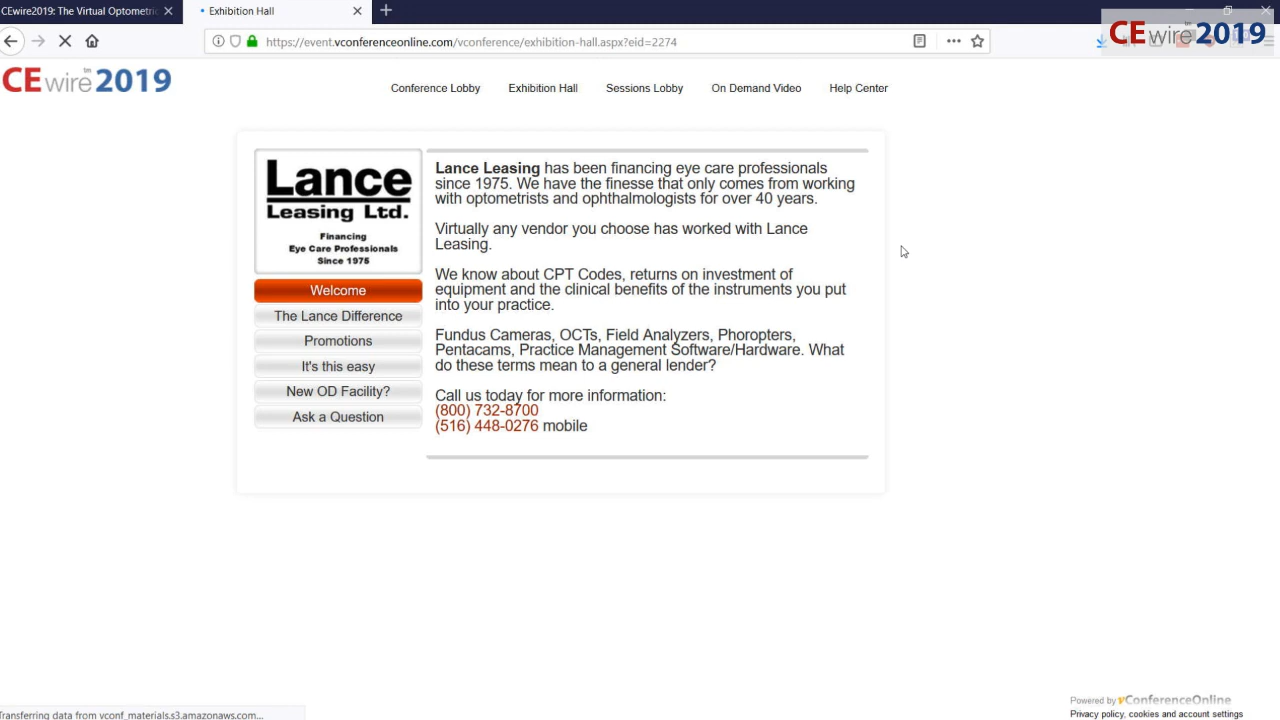 CEwire2019: The Virtual Optometric
Exhibition Hall
https://event.vconferenceonline.com/vconference/exhibition-hall.aspx?eid=2274
CEwire™2019
CEwire™2019
Conference Lobby
Exhibition Hall
Sessions Lobby
On Demand Video
Help Center
Lance
Leasing Ltd.
Financing
Eye Care Professionals
Since 1975
Welcome
The Lance Difference
Promotions
It's this easy
New OD Facility?
Ask a Question
Lance Leasing has been financing eye care professionals
since 1975. We have the finesse that only comes from working
with optometrists and ophthalmologists for over 40 years.
Virtually any vendor you choose has worked with Lance
Leasing.
We know about CPT Codes, returns on investment of
equipment and the clinical benefits of the instruments you put
into your practice.
Fundus Cameras, OCTs, Field Analyzers, Phoropters,
Pentacams, Practice Management Software/Hardware. What
do these terms mean to a general lender?
Call us today for more information:
(800) 732-8700
(516) 448-0276 mobile
Powered by vConferenceOnline
Privacy policy, cookies and account settings
Transferring data from vconf_materials.s3.amazonaws.com...